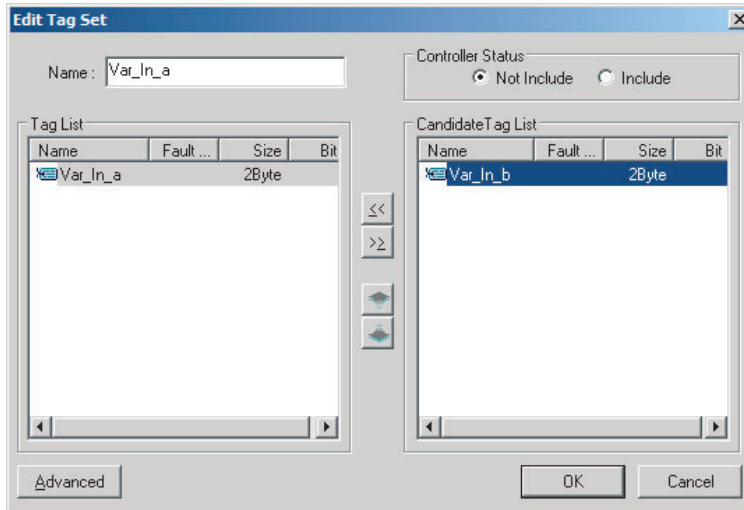 Edit Tag Set
Name : Var_In_a
Controller Status
Not Include Include
Tag List
Name Fault ... Size Bit
Var_In_a 2Byte
<<
>>
CandidateTag List
Name Fault ... Size Bit
Var_In_b 2Byte
Advanced
OK Cancel